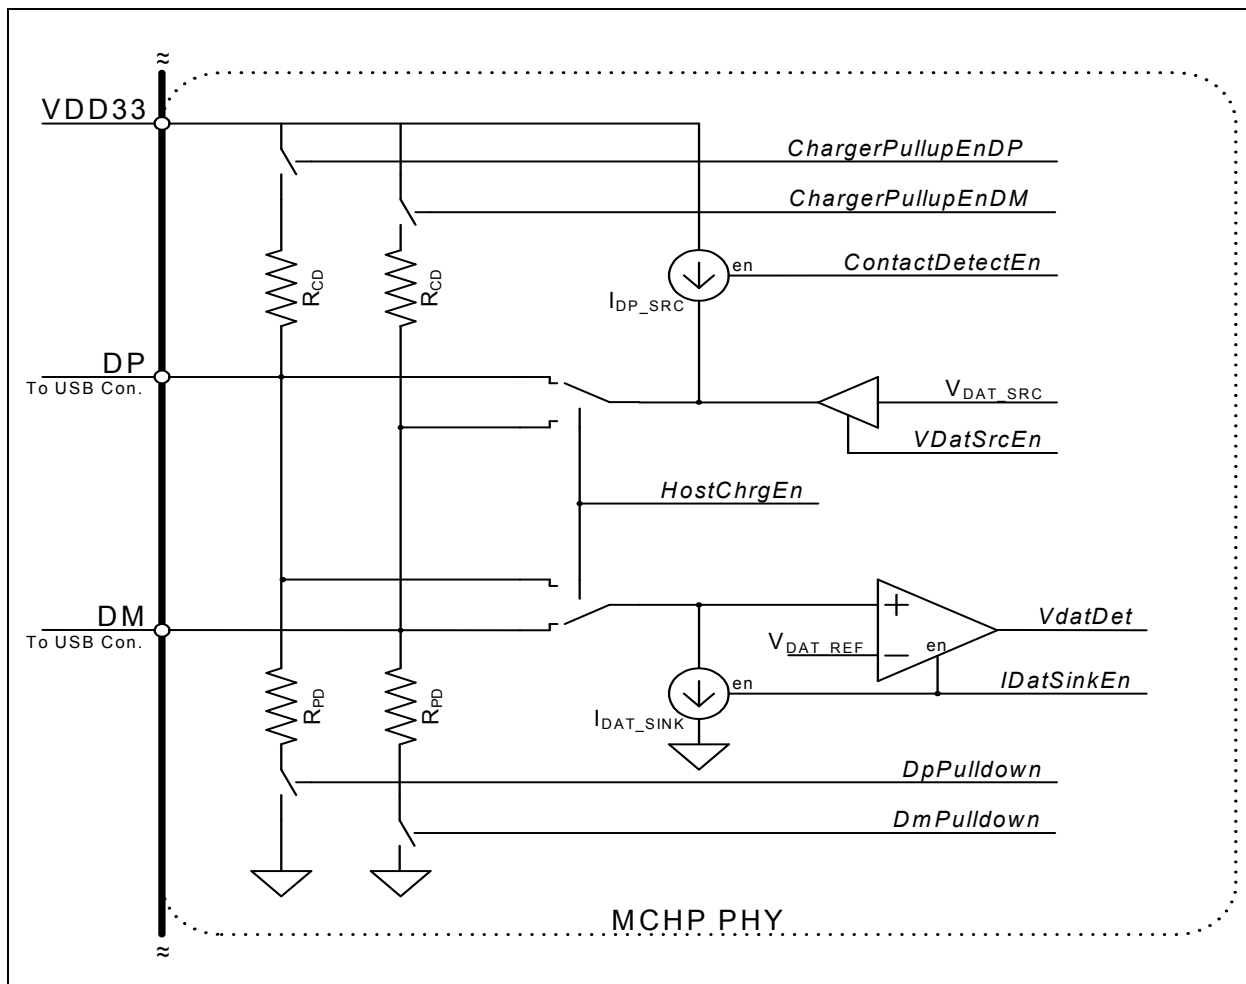 ≈
VDD33
ChargerPullupEnDP
ChargerPullupEnDM
en
ContactDetectEn
RCD
RCD
IDP_SRC
DP
To USB Con.
VDAT_SRC
VDatSrcEn
HostChrgEn
DM
To USB Con.
+
VdatDet
VDAT_REF
−
en
en
IDatSinkEn
RPD
RPD
IDAT_SINK
DpPulldown
DmPulldown
MCHP PHY
≈